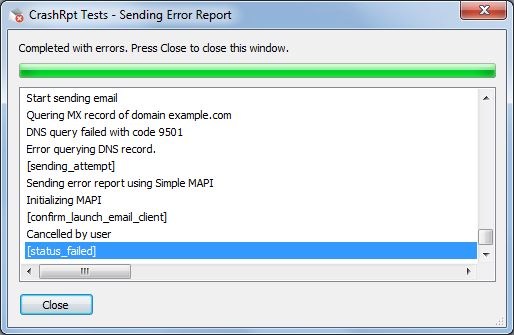 CrashRpt Tests - Sending Error Report
Completed with errors. Press Close to close this window.
Start sending email
Quering MX record of domain example.com
DNS query failed with code 9501
Error querying DNS record.
[sending_attempt]
Sending error report using Simple MAPI
Initializing MAPI
[confirm_launch_email_client]
Cancelled by user
[status_failed]
Close